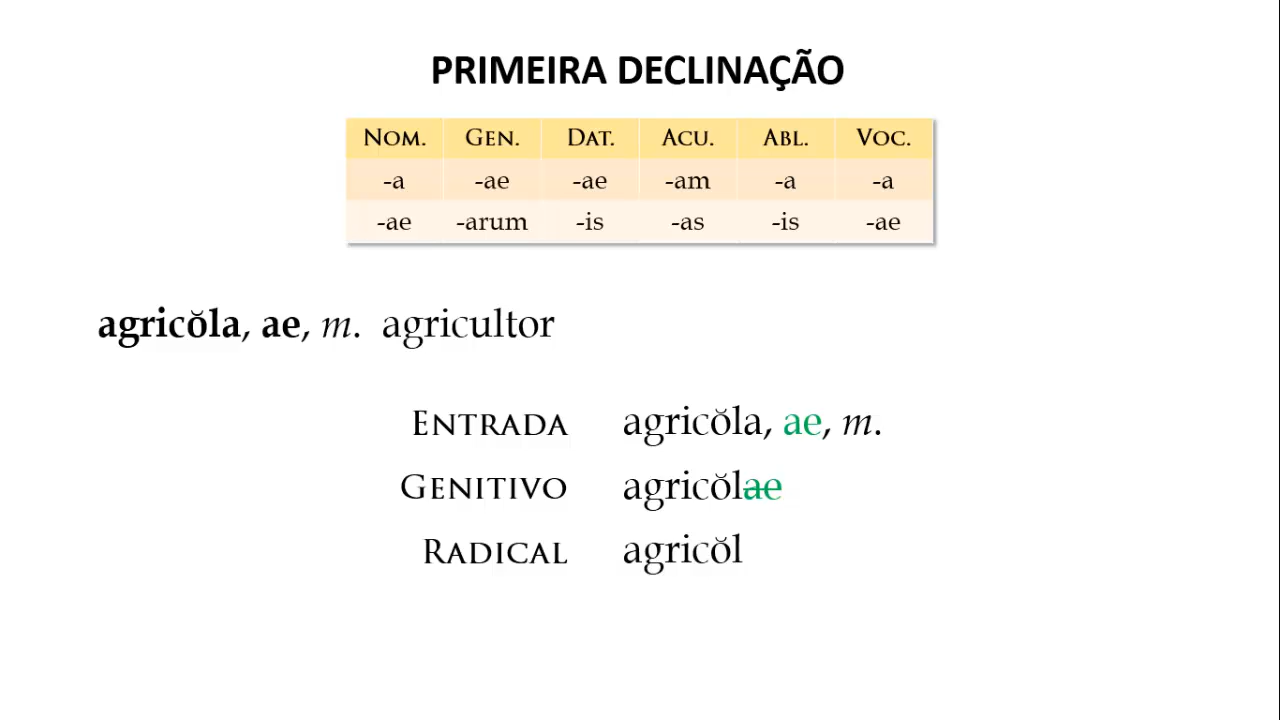 PRIMEIRA DECLINAÇÃO
NOM. GEN. DAT. ACU. ABL. VOC.
-a -ae -ae -am -a -a
-ae -arum -is -as -is -ae
agricŏla, ae, m. agricultor
ENTRADA agricŏla, ae, m.
GENITIVO agricŏlae
RADICAL agricŏl